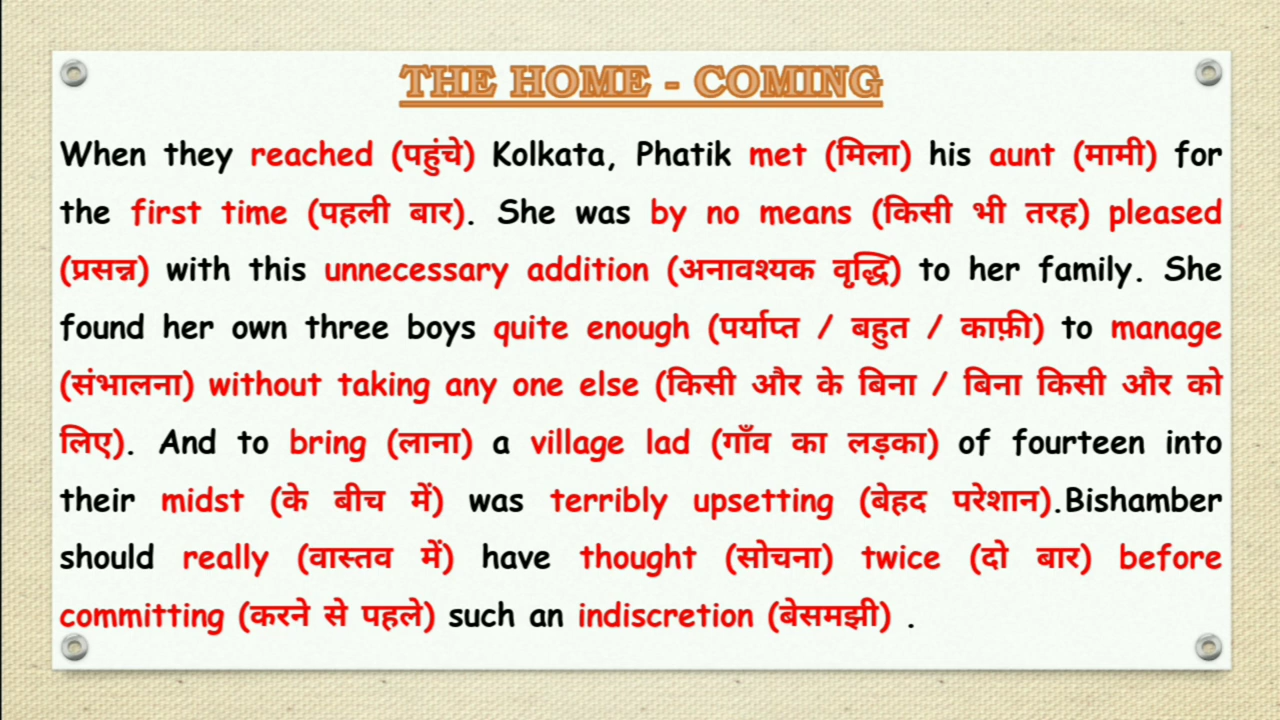 THE HOME - COMING
When they reached (पहुंचे) Kolkata, Phatik met (मिला) his aunt (मामी) for
the first time (पहली बार). She was by no means (किसी भी तरह) pleased
(प्रसन्न) with this unnecessary addition (अनावश्यक वृद्धि) to her family. She
found her own three boys quite enough (पर्याप्त / बहुत / काफ़ी) to manage
(संभालना) without taking any one else (किसी और के बिना / बिना किसी और को
लिए). And to bring (लाना) a village lad (गाँव का लड़का) of fourteen into
their midst (के बीच में) was terribly upsetting (बेहद परेशान).Bishamber
should really (वास्तव में) have thought (सोचना) twice (दो बार) before
committing (करने से पहले) such an indiscretion (बेसमझी) .